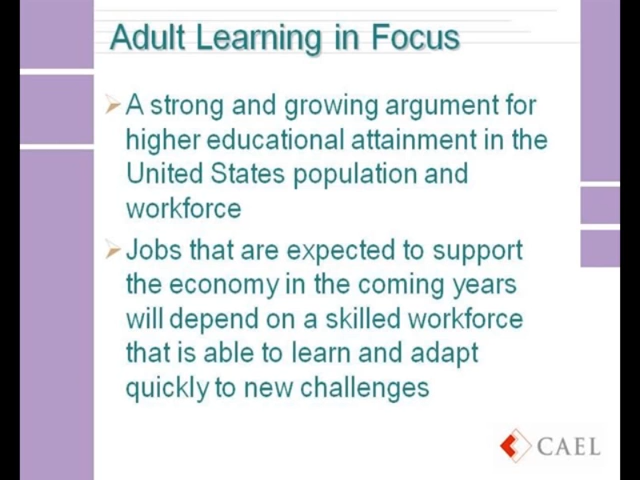 Adult Learning in Focus
A strong and growing argument for
higher educational attainment in the
United States population and
workforce
Jobs that are expected to support
the economy in the coming years
will depend on a skilled workforce
that is able to learn and adapt
quickly to new challenges
CAEL